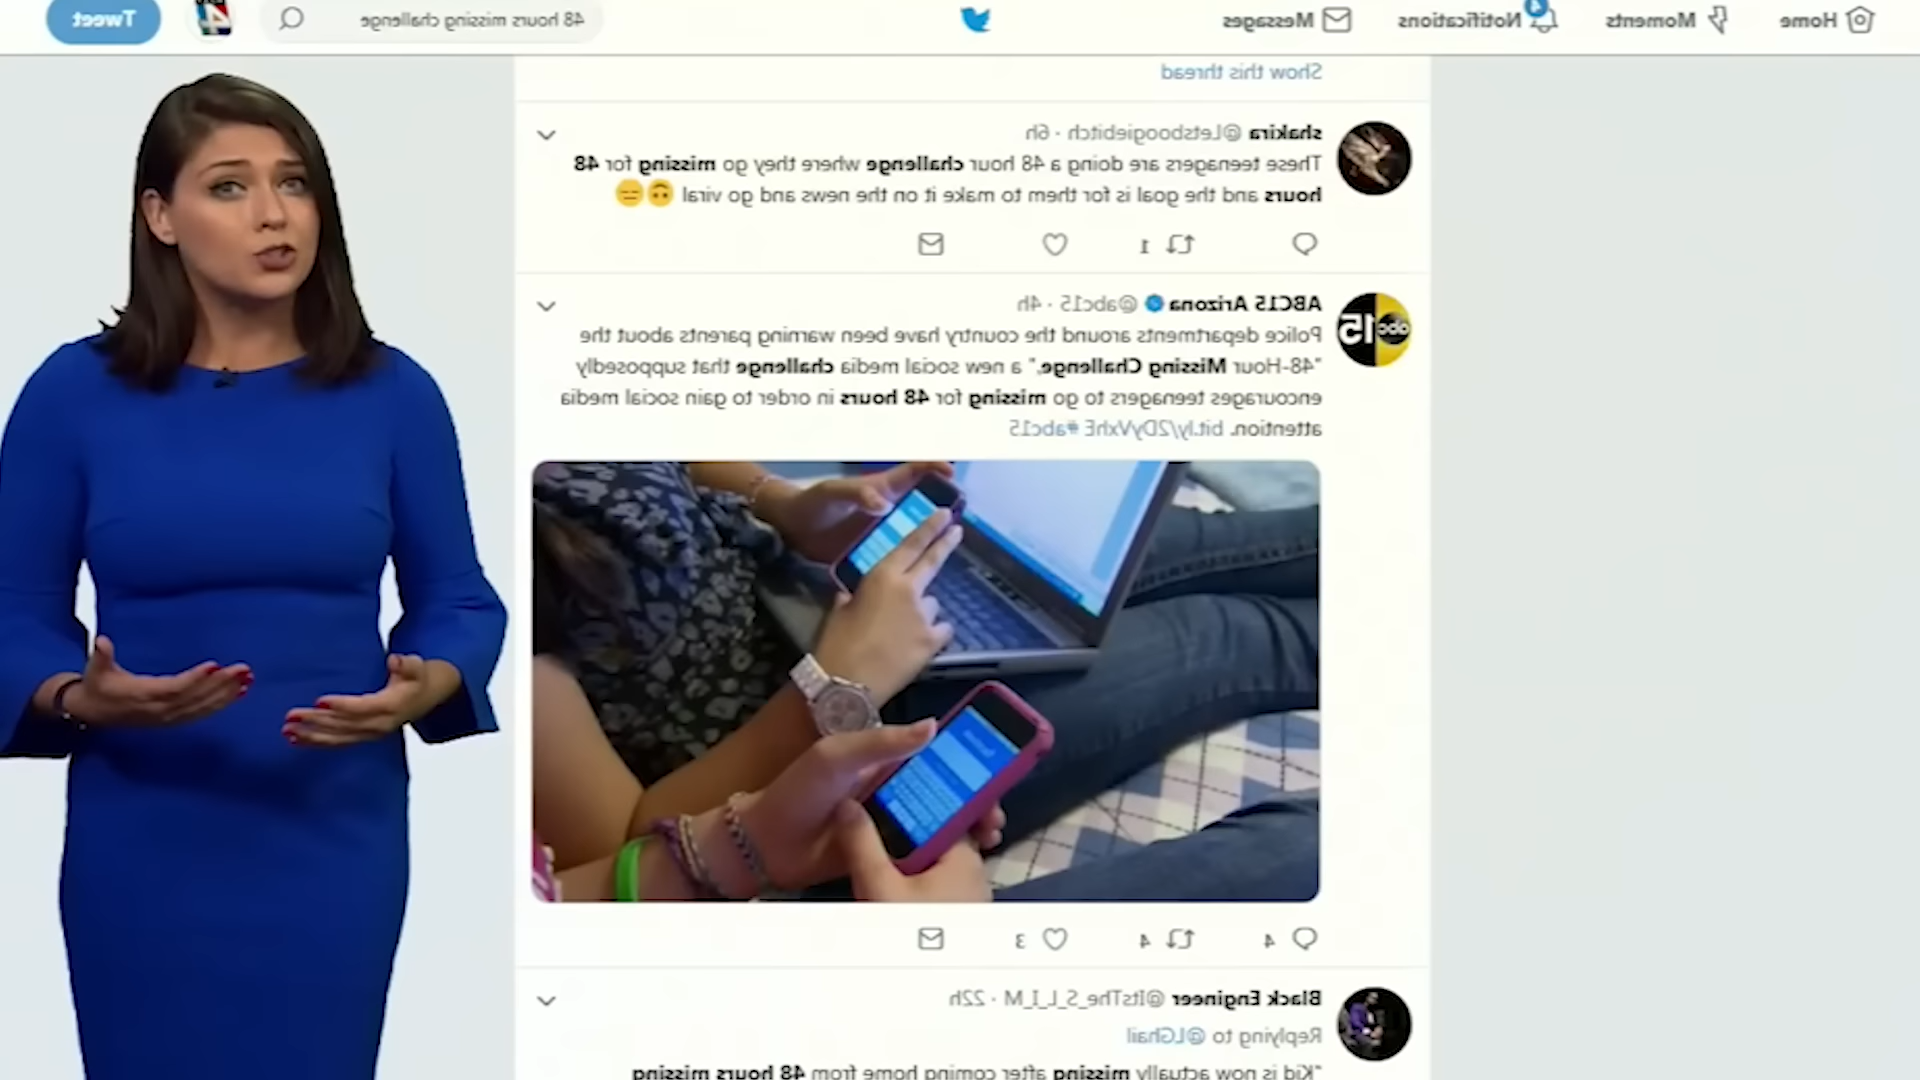 Home
Moments
Notifications
4
Messages
48 hours missing challenge
4
Tweet
Show this thread
shakira @Letsboogiebitch · 6h
These teenagers are doing a 48 hour challenge where they go missing for 48
hours and the goal is for them to make it on the news and go viral 🙃😑
1
abc15
ABC15 Arizona @abc15 · 4h
Police departments around the country have been warning parents about the
"48-Hour Missing Challenge," a new social media challenge that supposedly
encourages teenagers to go missing for 48 hours in order to gain social media
attention. bit.ly/2DyVxhE #abc15
4 4 3
Black Engineer @ItsThe_S_L_I_M · 22h
Replying to @LGhail
"Kid is now actually missing after coming home from 48 hours missing